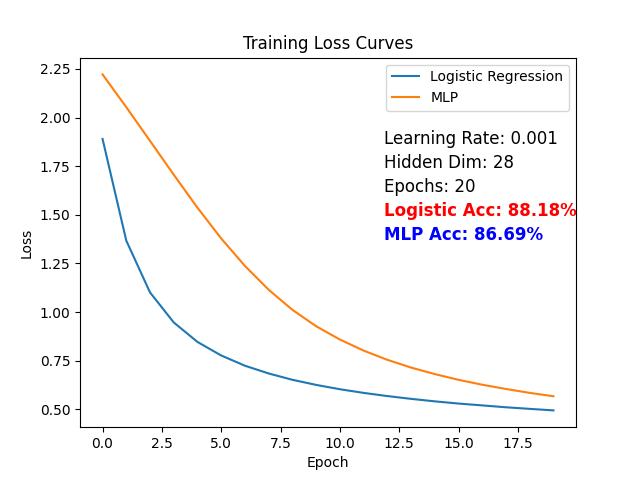 Training Loss Curves
Logistic Regression
MLP
Learning Rate: 0.001
Hidden Dim: 28
Epochs: 20
Logistic Acc: 88.18%
MLP Acc: 86.69%
Loss
2.25
2.00
1.75
1.50
1.25
1.00
0.75
0.50
0.0 2.5 5.0 7.5 10.0 12.5 15.0 17.5
Epoch